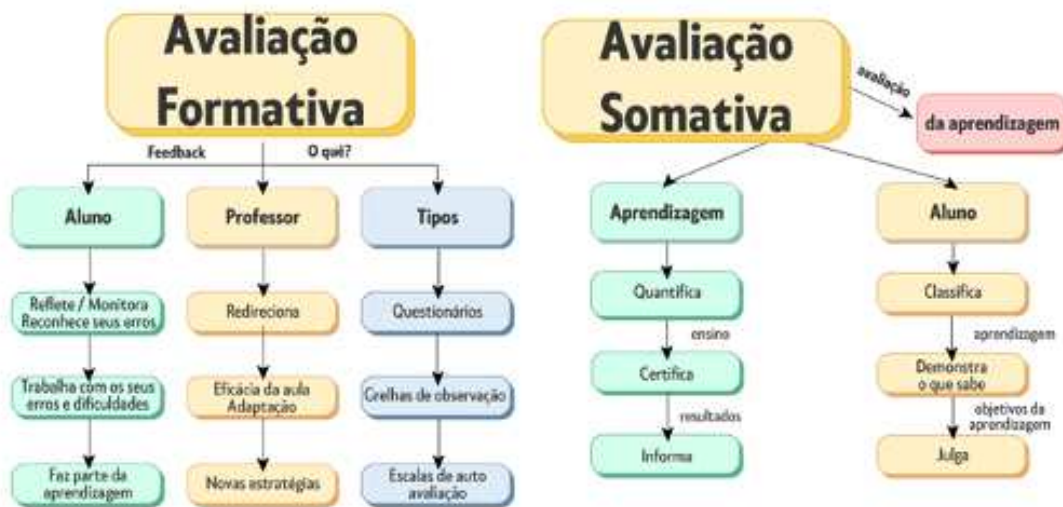 Avaliação
Formativa
Feedback
O quê?
Aluno
Reflete / Monitora
Reconhece seus erros
Trabalha com os seus
erros e dificuldades
Faz parte da
aprendizagem
Professor
Redireciona
Eficácia da aula
Adaptação
Novas estratégias
Tipos
Questionários
Grelhas de observação
Escalas de auto
avaliação
Avaliação
Somativa
avaliação
da aprendizagem
Aprendizagem
Quantifica
ensino
Certifica
resultados
Informa
Aluno
Classifica
aprendizagem
Demonstra
o que sabe
objetivos da
aprendizagem
Julga